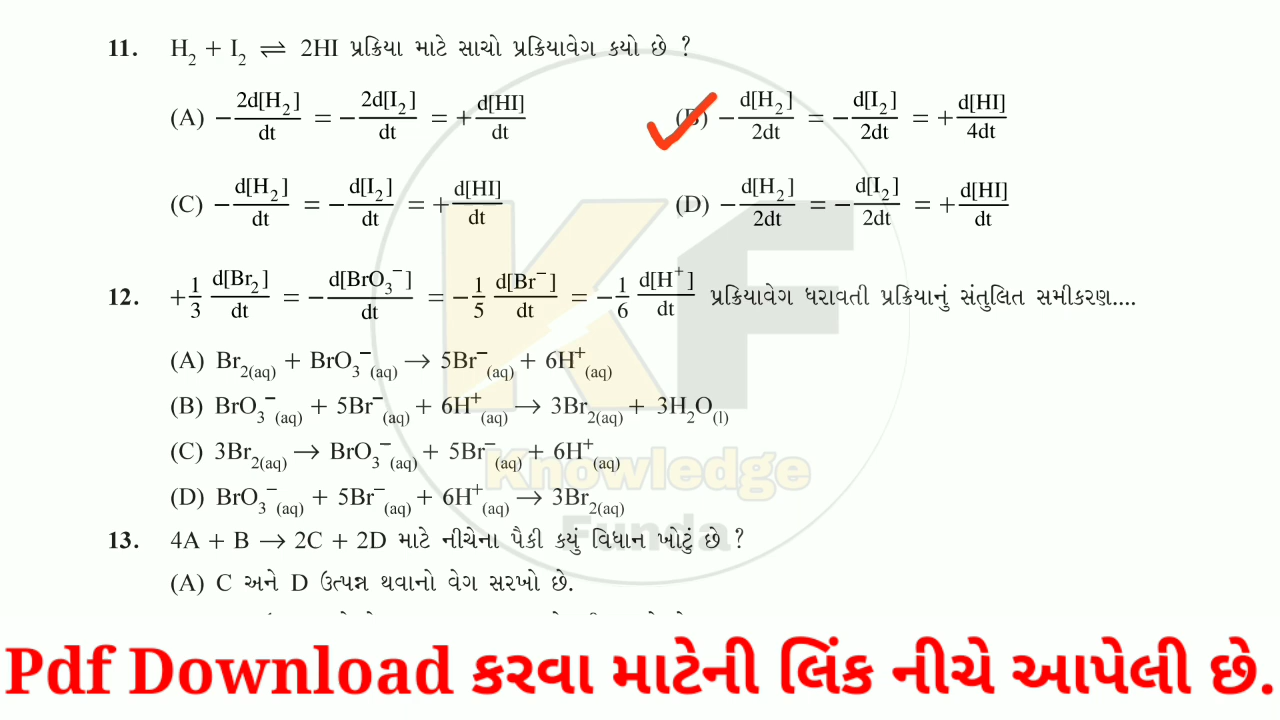 11. H₂ + I₂ ⇌ 2HI પ્રક્રિયા માટે સાચો પ્રક્રિયાવેગ કયો છે ?
(A) −2d[H₂]/dt = −2d[I₂]/dt = +d[HI]/dt (B) −d[H₂]/2dt = −d[I₂]/2dt = +d[HI]/4dt
(C) −d[H₂]/dt = −d[I₂]/dt = +d[HI]/dt (D) −d[H₂]/2dt = −d[I₂]/2dt = +d[HI]/dt
12. +1/3 d[Br₂]/dt = −d[BrO₃⁻]/dt = −1/5 d[Br⁻]/dt = −1/6 d[H⁺]/dt પ્રક્રિયાવેગ ધરાવતી પ્રક્રિયાનું સંતુલિત સમીકરણ....
(A) Br₂(aq) + BrO₃⁻(aq) → 5Br⁻(aq) + 6H⁺(aq)
(B) BrO₃⁻(aq) + 5Br⁻(aq) + 6H⁺(aq) → 3Br₂(aq) + 3H₂O(l)
(C) 3Br₂(aq) → BrO₃⁻(aq) + 5Br⁻(aq) + 6H⁺(aq)
(D) BrO₃⁻(aq) + 5Br⁻(aq) + 6H⁺(aq) → 3Br₂(aq)
13. 4A + B → 2C + 2D માટે નીચેના પૈકી કયું વિધાન ખોટું છે ?
(A) C અને D ઉત્પન્ન થવાનો વેગ સરખો છે.
KF
Knowledge
Funda
Pdf Download કરવા માટેની લિંક નીચે આપેલી છે.